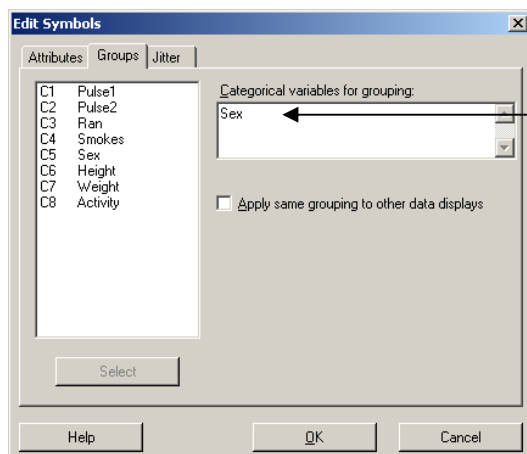 Edit Symbols
Attributes Groups Jitter
C1 Pulse1
C2 Pulse2
C3 Ran
C4 Smokes
C5 Sex
C6 Height
C7 Weight
C8 Activity
Categorical variables for grouping:
Sex
Apply same grouping to other data displays
Select
Help OK Cancel